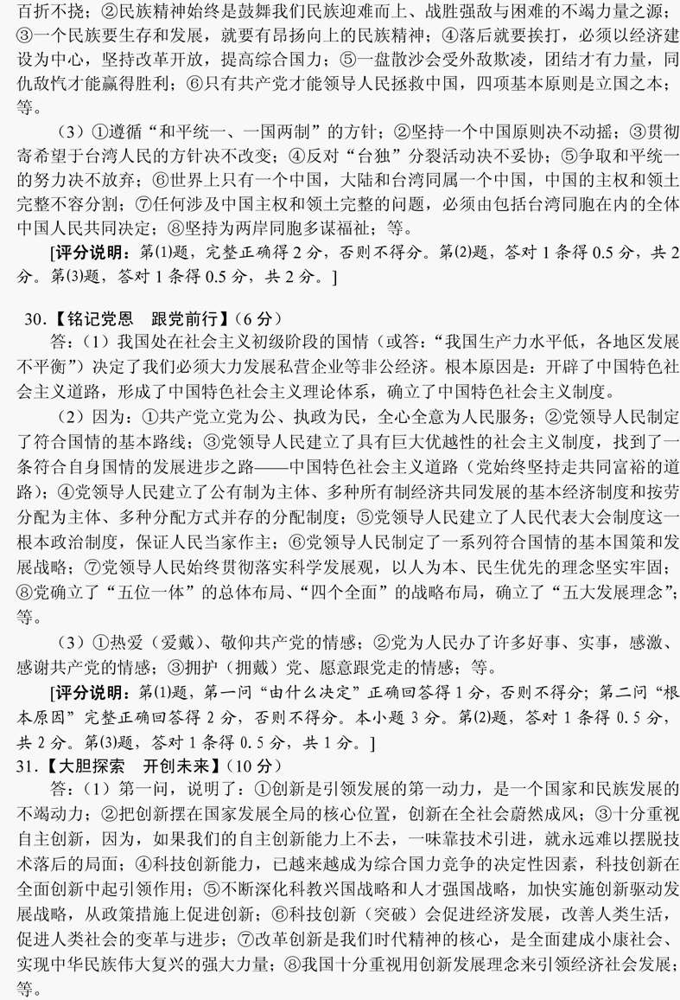 百折不挠；②民族精神始终是鼓舞我们民族迎难而上、战胜强敌与困难的不竭力量之源；
③一个民族要生存和发展，就要有昂扬向上的民族精神；④落后就要挨打，必须以经济建
设为中心，坚持改革开放，提高综合国力；⑤一盘散沙会受外敌欺凌，团结才有力量，同
仇敌忾才能赢得胜利；⑥只有共产党才能领导人民拯救中国，四项基本原则是立国之本；
等。
（3）①遵循“和平统一、一国两制”的方针；②坚持一个中国原则决不动摇；③贯彻
寄希望于台湾人民的方针决不改变；④反对“台独”分裂活动决不妥协；⑤争取和平统一
的努力决不放弃；⑥世界上只有一个中国，大陆和台湾同属一个中国，中国的主权和领土
完整不容分割；⑦任何涉及中国主权和领土完整的问题，必须由包括台湾同胞在内的全体
中国人民共同决定；⑧坚持为两岸同胞多谋福祉；等。
[评分说明：第⑴题，完整正确得 2 分，否则不得分。第⑵题，答对 1 条得 0.5 分，共 2
分。第⑶题，答对 1 条得 0.5 分，共 2 分。]
30．【铭记党恩　跟党前行】（6 分）
答：（1）我国处在社会主义初级阶段的国情（或答：“我国生产力水平低，各地区发展
不平衡”）决定了我们必须大力发展私营企业等非公经济。根本原因是：开辟了中国特色社
会主义道路，形成了中国特色社会主义理论体系，确立了中国特色社会主义制度。
（2）因为：①共产党立党为公、执政为民，全心全意为人民服务；②党领导人民制定
了符合国情的基本路线；③党领导人民建立了具有巨大优越性的社会主义制度，找到了一
条符合自身国情的发展进步之路——中国特色社会主义道路（党始终坚持走共同富裕的道
路）；④党领导人民建立了公有制为主体、多种所有制经济共同发展的基本经济制度和按劳
分配为主体、多种分配方式并存的分配制度；⑤党领导人民建立了人民代表大会制度这一
根本政治制度，保证人民当家作主；⑥党领导人民制定了一系列符合国情的基本国策和发
展战略；⑦党领导人民始终贯彻落实科学发展观，以人为本、民生优先的理念坚实牢固；
⑧党确立了“五位一体”的总体布局、“四个全面”的战略布局，确立了“五大发展理念”；
等。
（3）①热爱（爱戴）、敬仰共产党的情感；②党为人民办了许多好事、实事，感激、
感谢共产党的情感；③拥护（拥戴）党、愿意跟党走的情感；等。
[评分说明：第⑴题，第一问“由什么决定”正确回答得 1 分，否则不得分；第二问“根
本原因”完整正确回答得 2 分，否则不得分。本小题 3 分。第⑵题，答对 1 条得 0.5 分，
共 2 分。第⑶题，答对 1 条得 0.5 分，共 1 分。]
31．【大胆探索　开创未来】（10 分）
答：（1）第一问，说明了：①创新是引领发展的第一动力，是一个国家和民族发展的
不竭动力；②把创新摆在国家发展全局的核心位置，创新在全社会蔚然成风；③十分重视
自主创新，因为，如果我们的自主创新能力上不去，一味靠技术引进，就永远难以摆脱技
术落后的局面；④科技创新能力，已越来越成为综合国力竞争的决定性因素，科技创新在
全面创新中起引领作用；⑤不断深化科教兴国战略和人才强国战略，加快实施创新驱动发
展战略，从政策措施上促进创新；⑥科技创新（突破）会促进经济发展，改善人类生活，
促进人类社会的变革与进步；⑦改革创新是我们时代精神的核心，是全面建成小康社会、
实现中华民族伟大复兴的强大力量；⑧我国十分重视用创新发展理念来引领经济社会发展；
等。